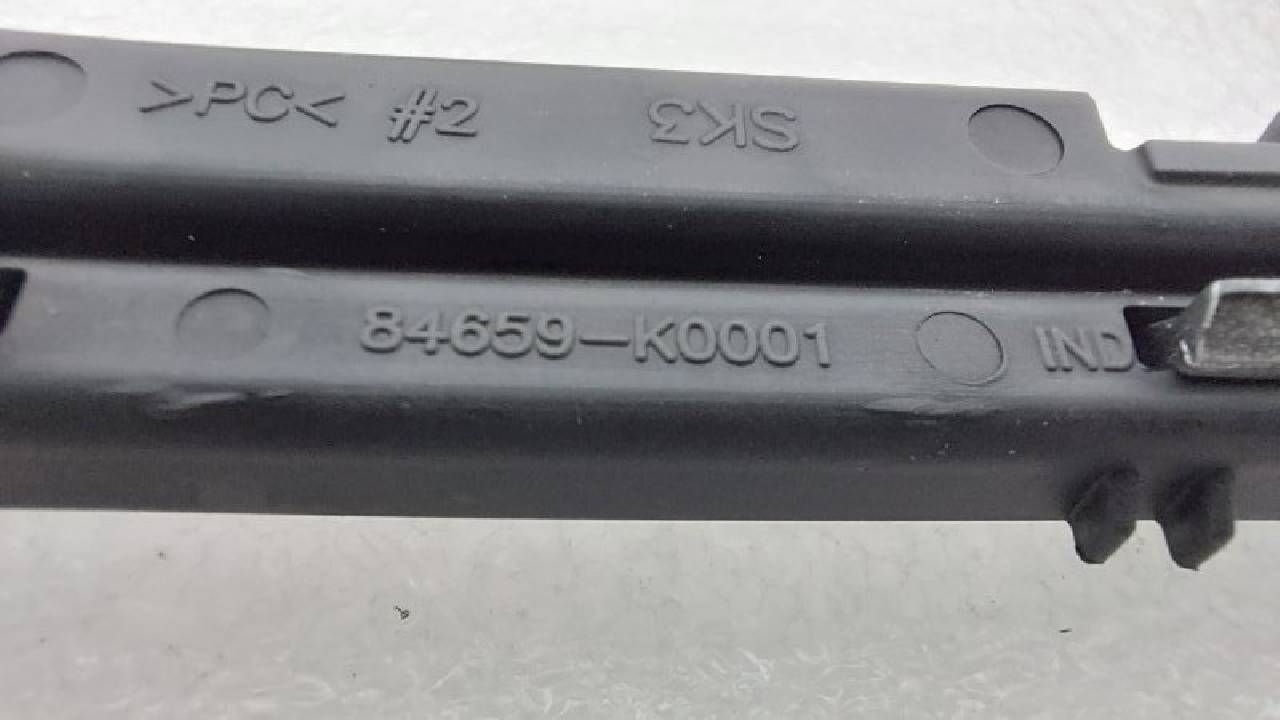 >PC< #2 SK3
84659-K0001 IND